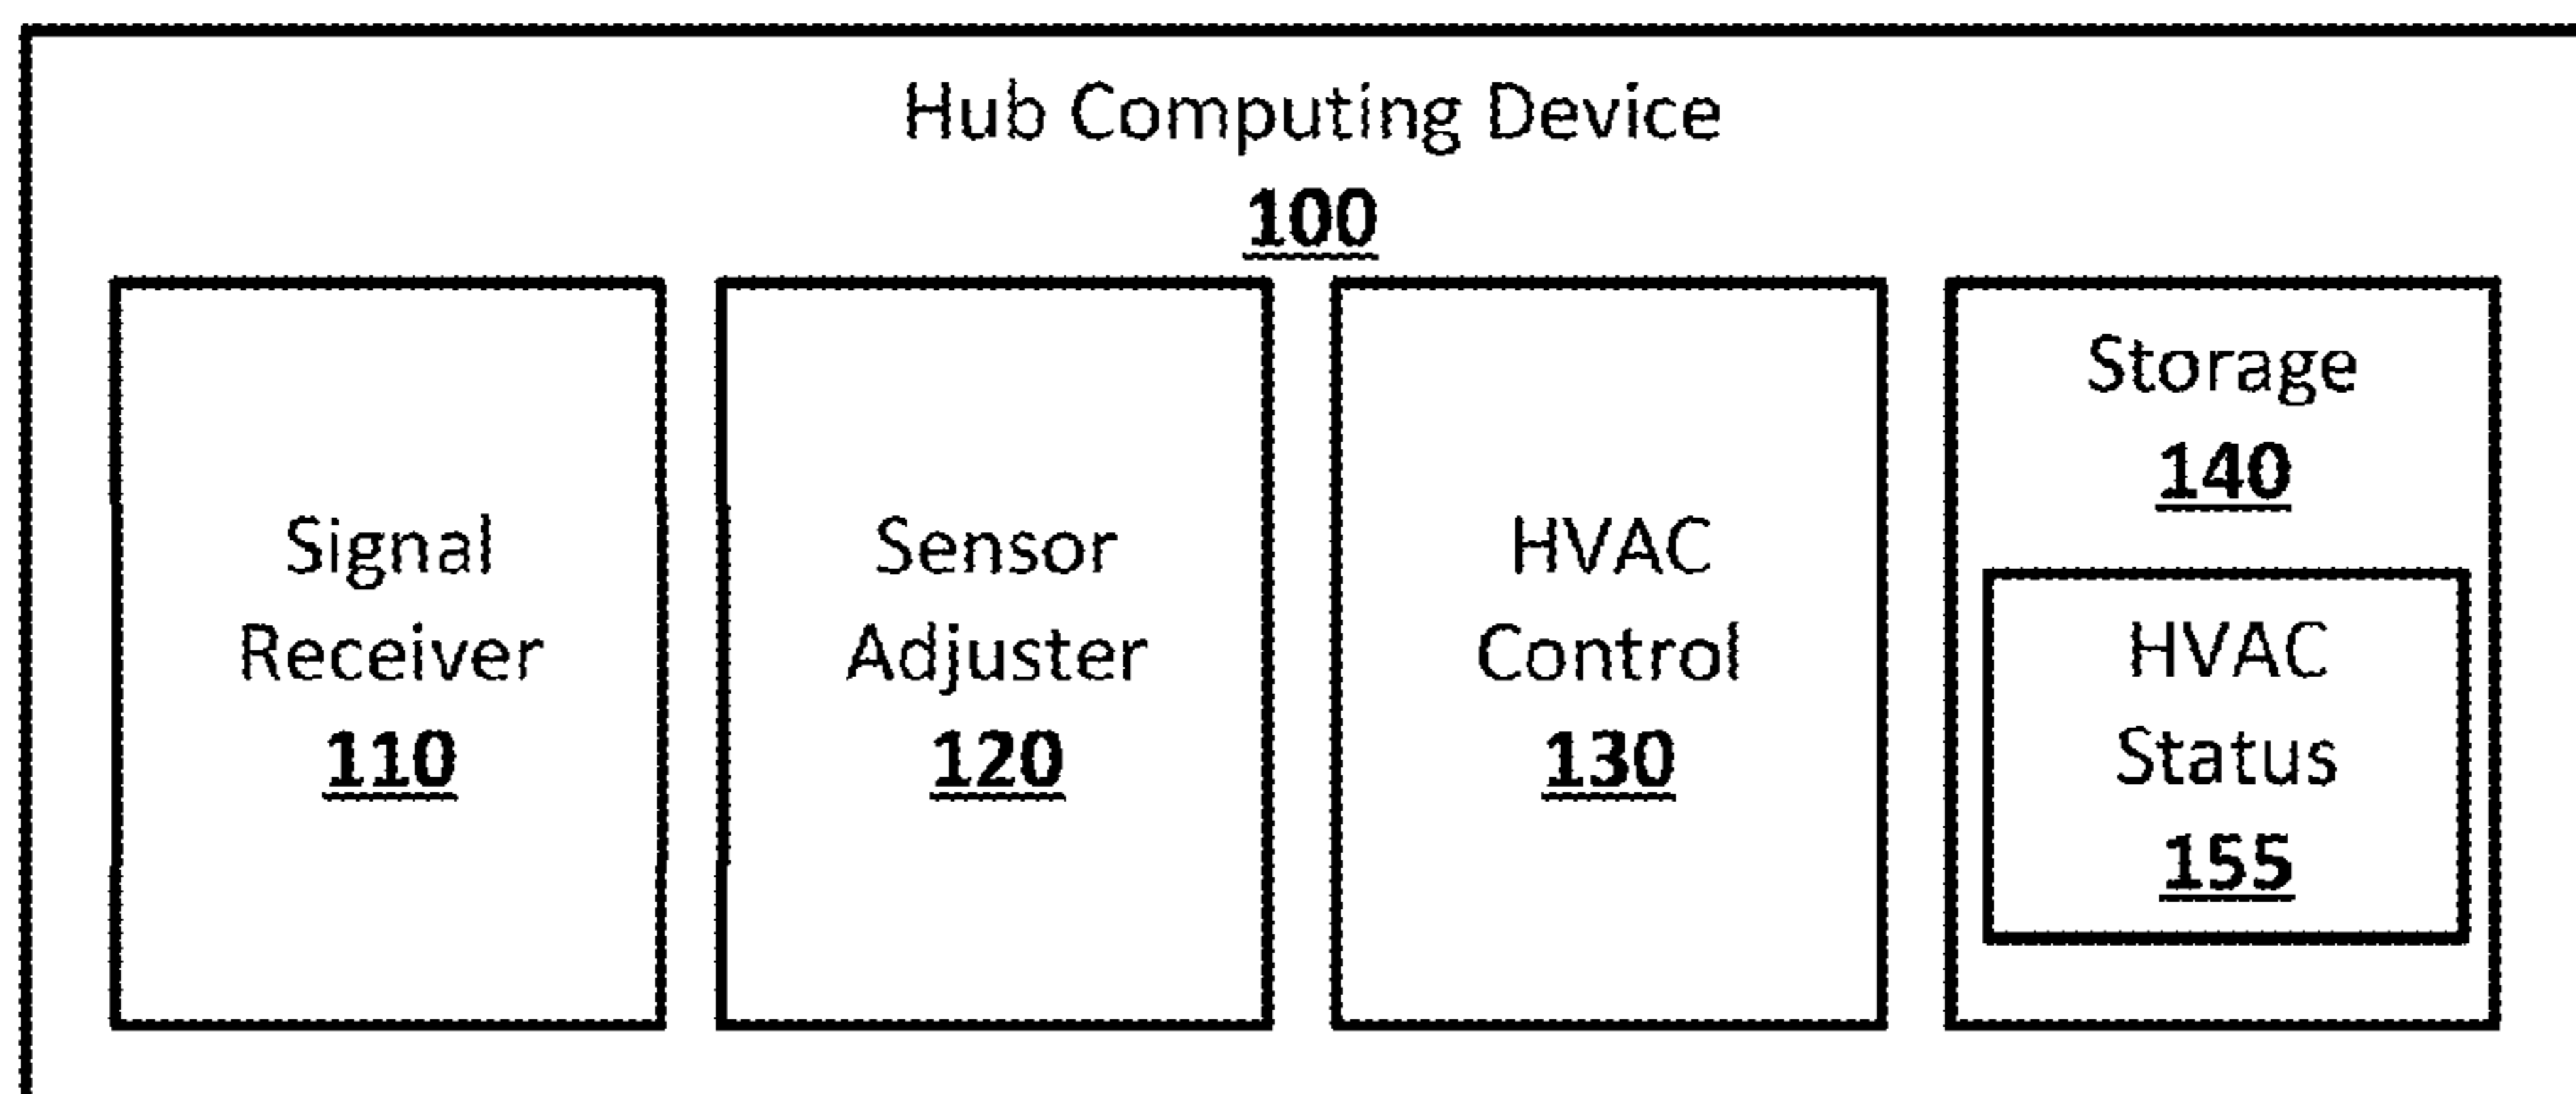 Hub Computing Device
100
Signal
Receiver
110
Sensor
Adjuster
120
HVAC
Control
130
Storage
140
HVAC
Status
155